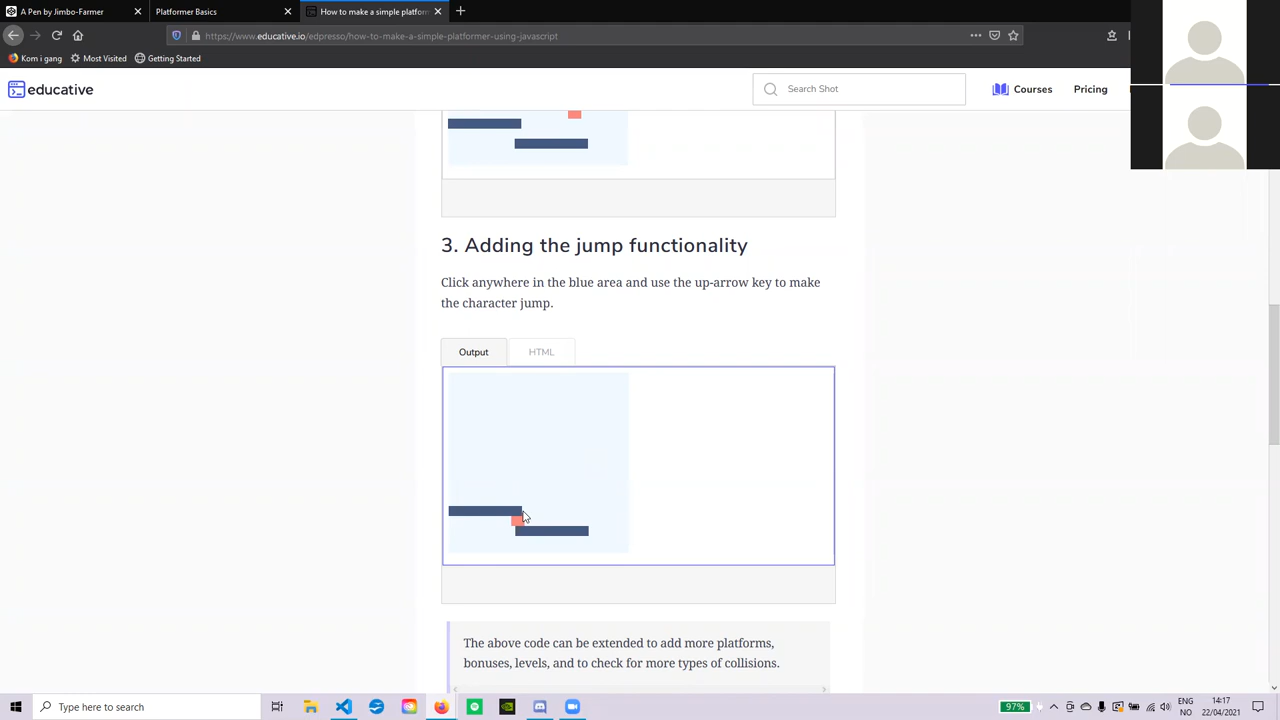 A Pen by Jimbo-Farmer
Platformer Basics
How to make a simple platform
https://www.educative.io/edpresso/how-to-make-a-simple-platformer-using-javascript
Kom i gang
Most Visited
Getting Started
educative
Search Shot
Courses
Pricing
3. Adding the jump functionality
Click anywhere in the blue area and use the up-arrow key to make
the character jump.
Output
HTML
The above code can be extended to add more platforms,
bonuses, levels, and to check for more types of collisions.
Type here to search
97%
ENG
NO
14:17
22/04/2021